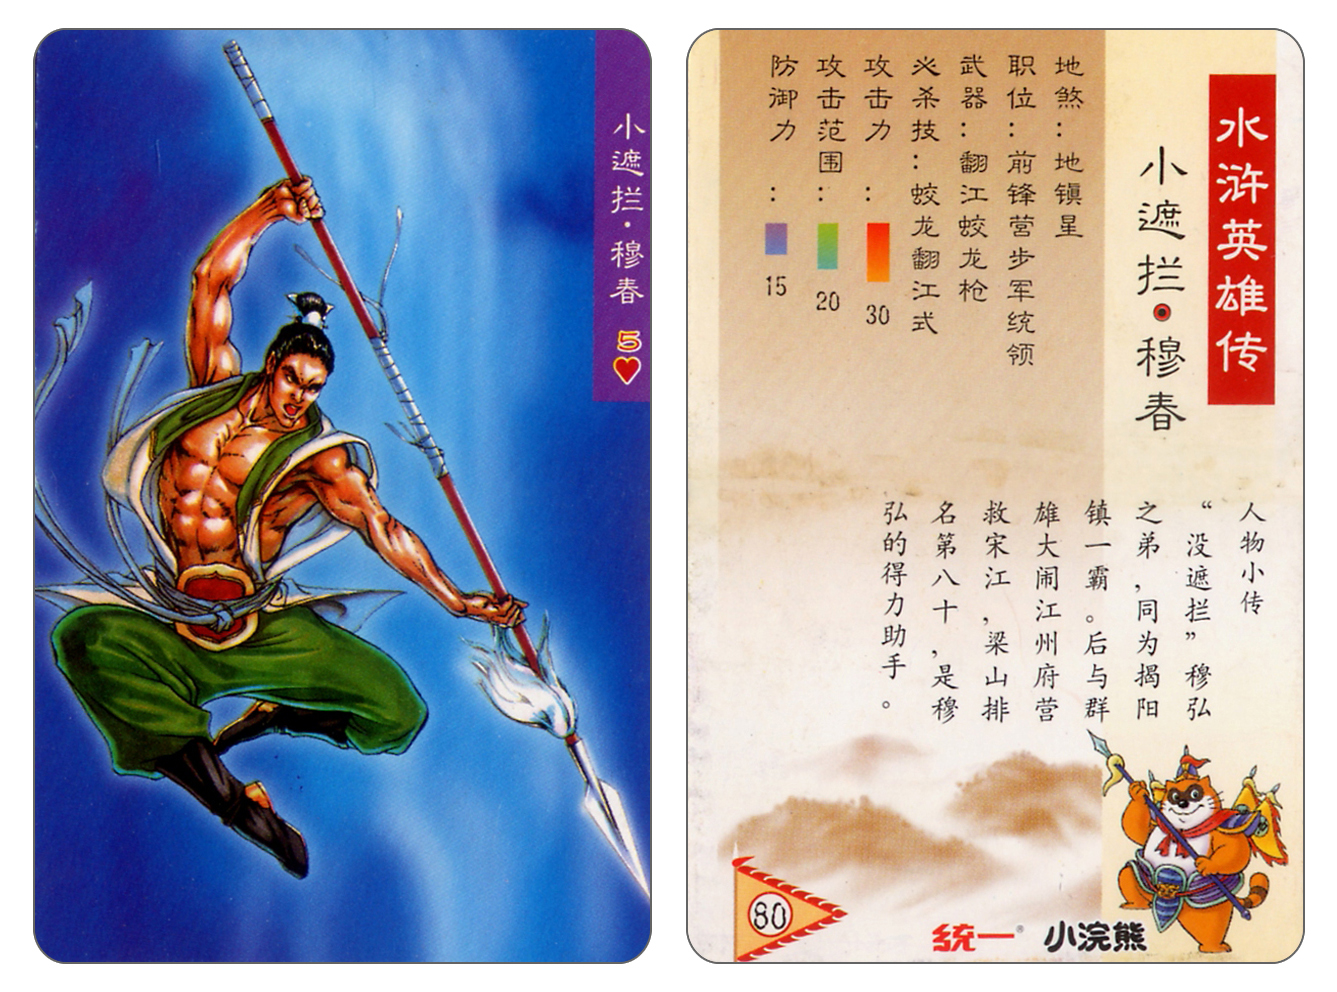 小遮拦·穆春
5
水浒英雄传
小遮拦·穆春
地煞：地镇星
职位：前锋营步军统领
武器：翻江蛟龙枪
必杀技：蛟龙翻江式
攻击力：30
攻击范围：20
防御力：15
人物小传
“没遮拦”穆弘
之弟，同为揭阳
镇一霸。后与群
雄大闹江州府营
救宋江，梁山排
名第八十，是穆
弘的得力助手。
80
统一® 小浣熊